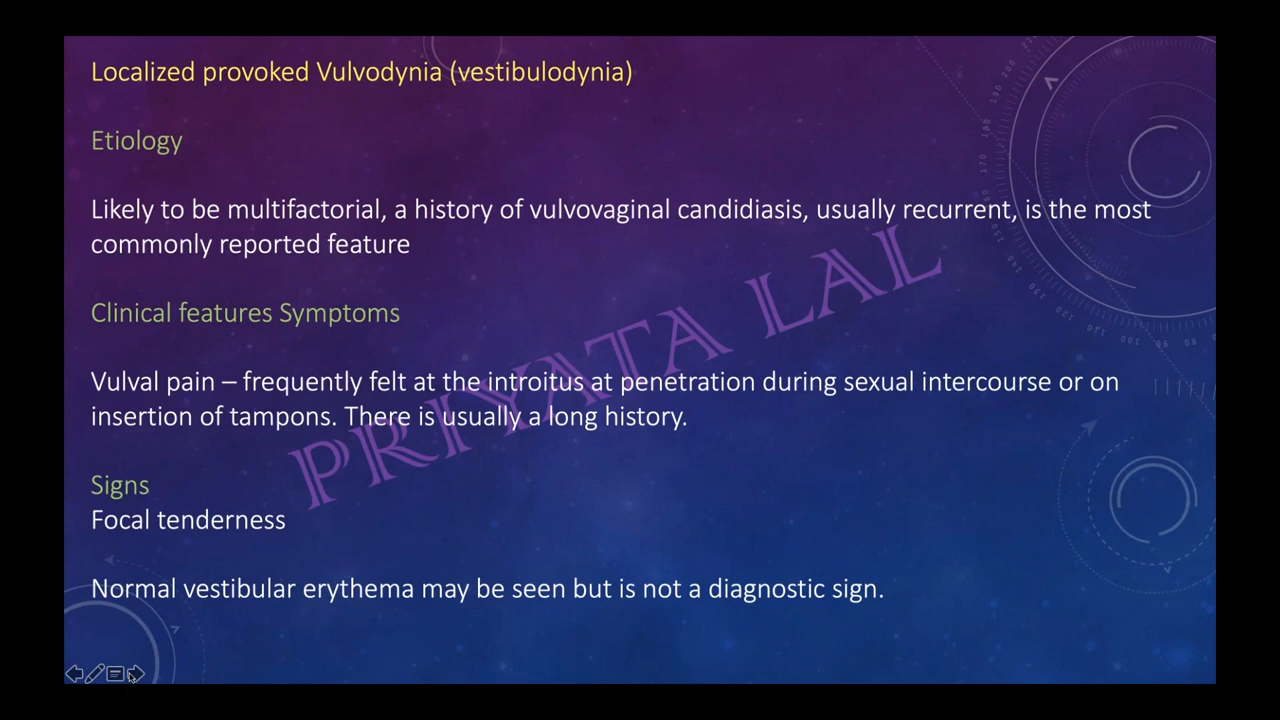 Localized provoked Vulvodynia (vestibulodynia)
Etiology
Likely to be multifactorial, a history of vulvovaginal candidiasis, usually recurrent, is the most
commonly reported feature
Clinical features Symptoms
Vulval pain – frequently felt at the introitus at penetration during sexual intercourse or on
insertion of tampons. There is usually a long history.
Signs
Focal tenderness
Normal vestibular erythema may be seen but is not a diagnostic sign.
PRIYATA LAL